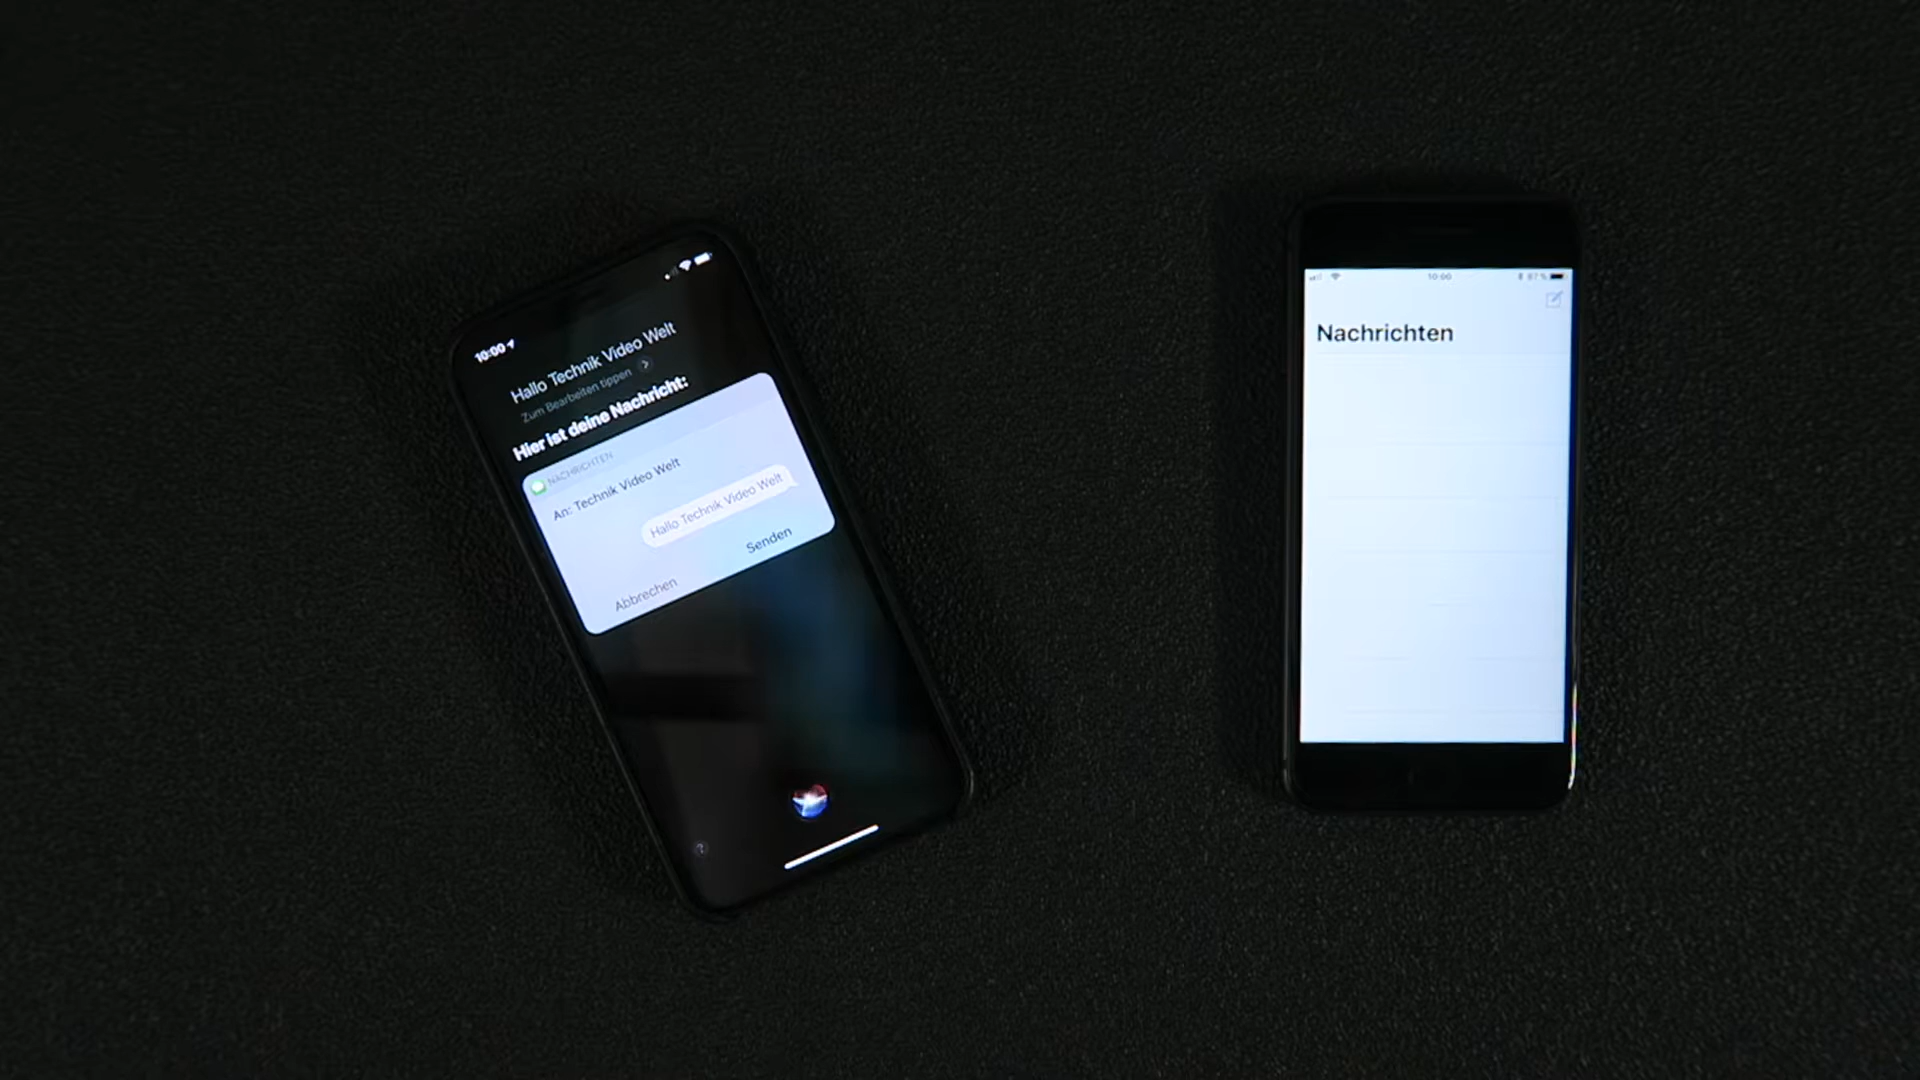 10:00
Hallo Technik Video Welt
Zum Bearbeiten tippen
Hier ist deine Nachricht:
NACHRICHTEN
An: Technik Video Welt
Hallo Technik Video Welt
Senden
Abbrechen
?
10:00
87 %
Nachrichten